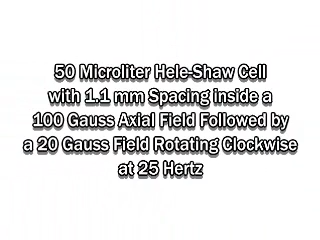 50 Microliter Hele-Shaw Cell
with 1.1 mm Spacing inside a
100 Gauss Axial Field Followed by
a 20 Gauss Field Rotating Clockwise
at 25 Hertz